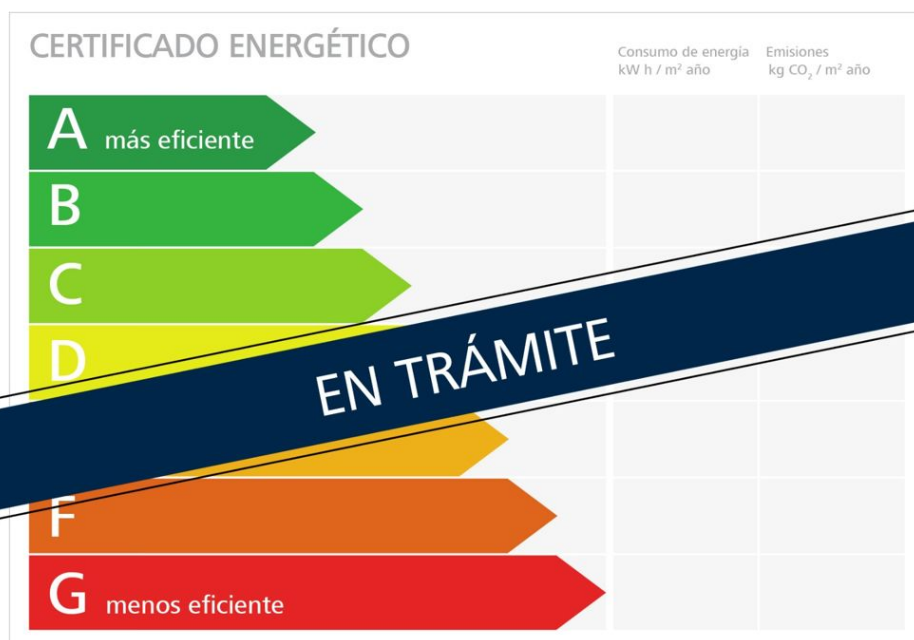 CERTIFICADO ENERGÉTICO
Consumo de energía
kW h / m² año
Emisiones
kg CO₂ / m² año
A más eficiente
B
C
D
EN TRÁMITE
F
G menos eficiente